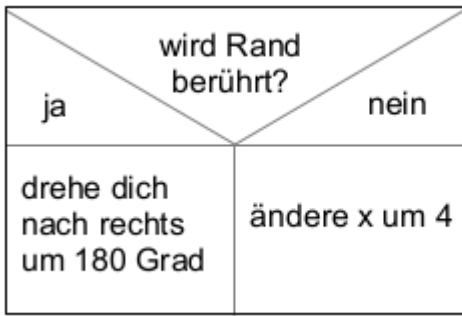 wird Rand
berührt?
ja
nein
drehe dich
nach rechts
um 180 Grad
ändere x um 4